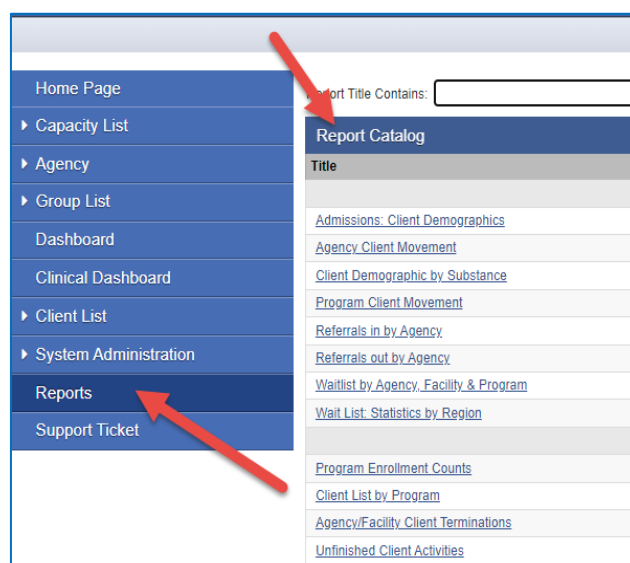 Home Page
Capacity List
Agency
Group List
Dashboard
Clinical Dashboard
Client List
System Administration
Reports
Support Ticket
Title Contains:
Report Catalog
Title
Admissions: Client Demographics
Agency Client Movement
Client Demographic by Substance
Program Client Movement
Referrals in by Agency
Referrals out by Agency
Waitlist by Agency, Facility & Program
Wait List: Statistics by Region
Program Enrollment Counts
Client List by Program
Agency/Facility Client Terminations
Unfinished Client Activities